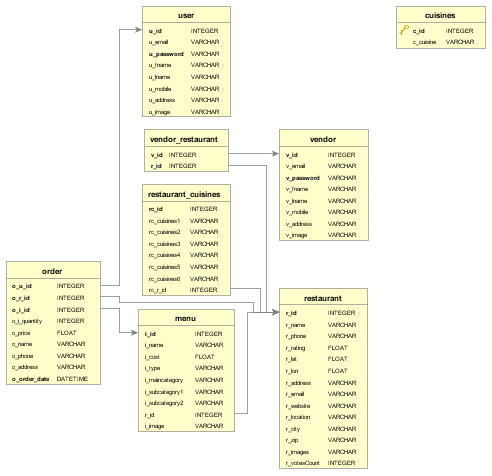 user
u_id INTEGER
u_email VARCHAR
u_password VARCHAR
u_fname VARCHAR
u_lname VARCHAR
u_mobile VARCHAR
u_address VARCHAR
u_image VARCHAR
cuisines
c_id INTEGER
c_cuisine VARCHAR
vendor_restaurant
v_id INTEGER
r_id INTEGER
vendor
v_id INTEGER
v_email VARCHAR
v_password VARCHAR
v_fname VARCHAR
v_lname VARCHAR
v_mobile VARCHAR
v_address VARCHAR
v_image VARCHAR
restaurant_cuisines
rc_id INTEGER
rc_cuisines1 VARCHAR
rc_cuisines2 VARCHAR
rc_cuisines3 VARCHAR
rc_cuisines4 VARCHAR
rc_cuisines5 VARCHAR
rc_cuisines6 VARCHAR
rc_r_id INTEGER
order
o_u_id INTEGER
o_r_id INTEGER
o_i_id INTEGER
o_i_quantity INTEGER
o_price FLOAT
o_name VARCHAR
o_phone VARCHAR
o_address VARCHAR
o_order_date DATETIME
menu
i_id INTEGER
i_name VARCHAR
i_cost FLOAT
i_type VARCHAR
i_maincategory VARCHAR
i_subcategory1 VARCHAR
i_subcategory2 VARCHAR
r_id INTEGER
i_image VARCHAR
restaurant
r_id INTEGER
r_name VARCHAR
r_phone VARCHAR
r_rating FLOAT
r_lat FLOAT
r_lon FLOAT
r_address VARCHAR
r_email VARCHAR
r_website VARCHAR
r_location VARCHAR
r_city VARCHAR
r_zip VARCHAR
r_images VARCHAR
r_votesCount INTEGER